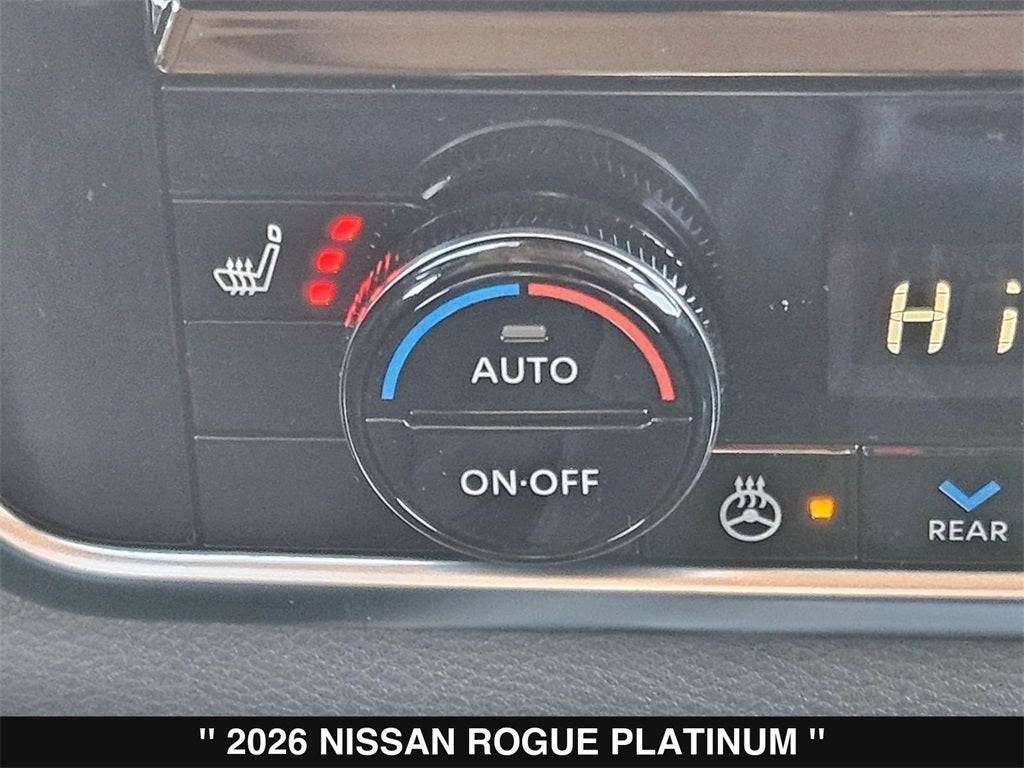 Hi
AUTO
ON·OFF
REAR
" 2026 NISSAN ROGUE PLATINUM "